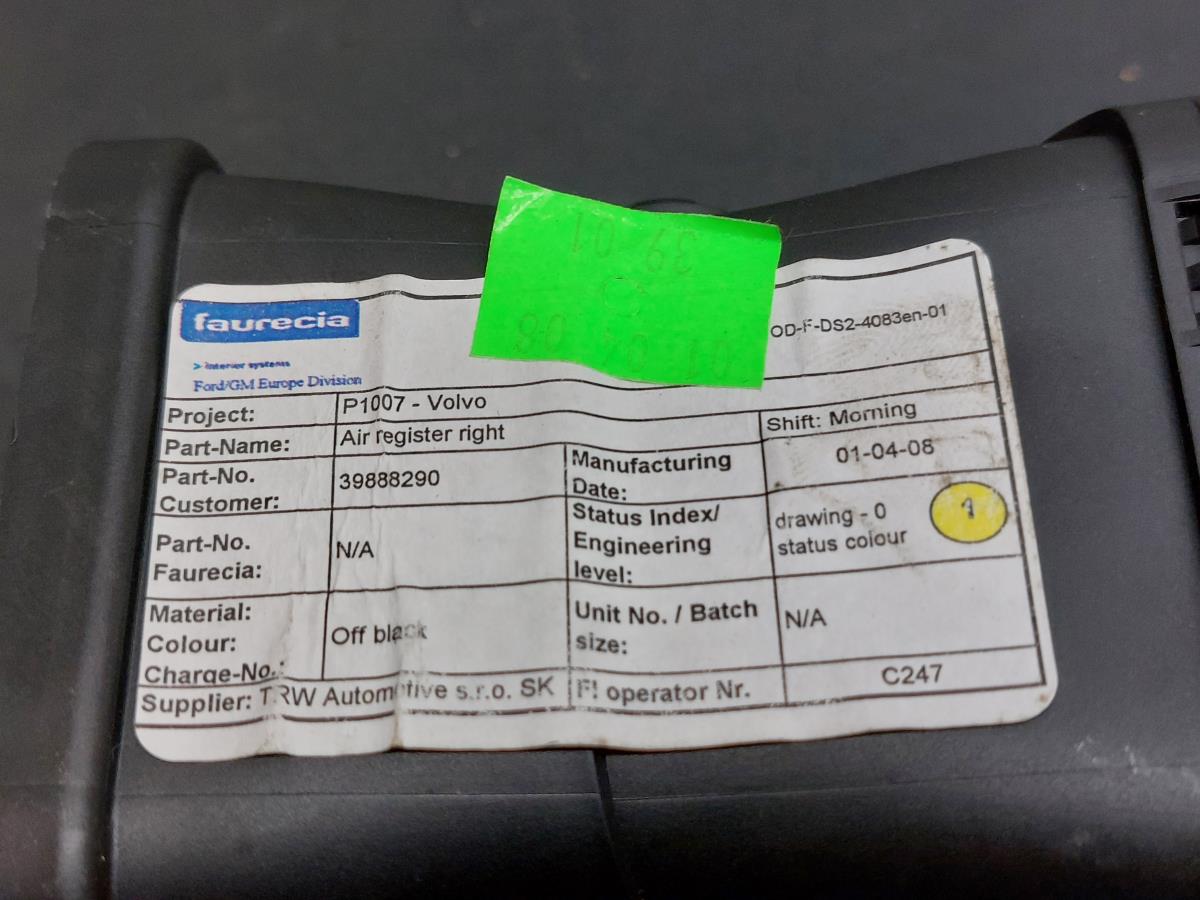 39 01
faurecia
OD-F-DS2-4083en-01
> interior systems
Ford/GM Europe Division
Project: P1007 - Volvo
Shift: Morning
Part-Name: Air register right
Part-No. Customer: 39888290
Manufacturing Date: 01-04-08
Part-No. Faurecia: N/A
Status Index/ Engineering level: drawing - 0 status colour 1
Material: Colour: Charge-No.: Off black
Unit No. / Batch size: N/A
Supplier: TRW Automotive s.r.o. SK
F! operator Nr. C247